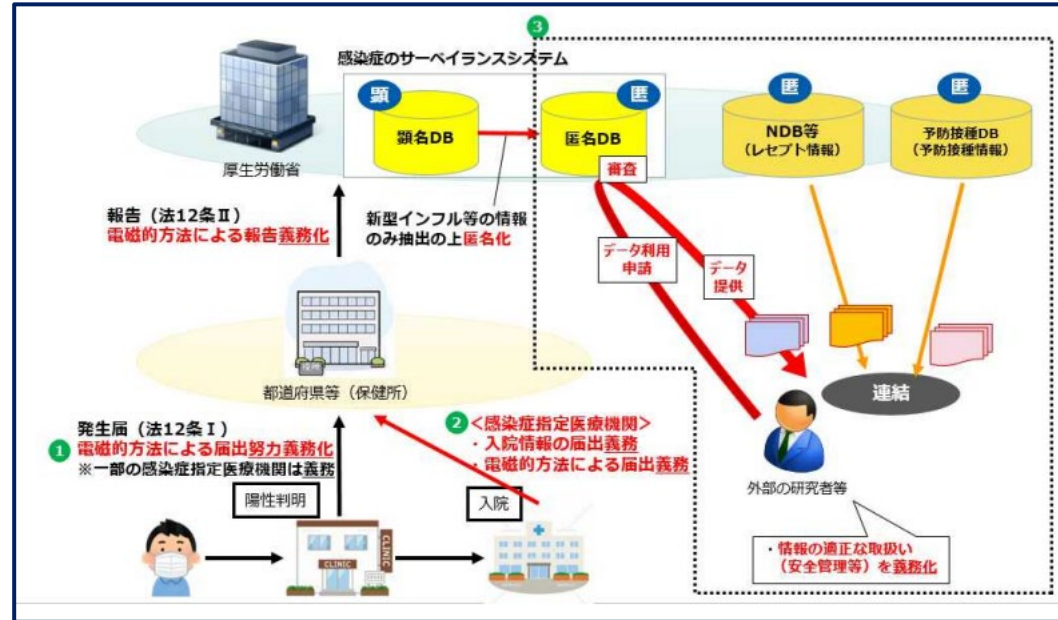 3
感染症のサーベイランスシステム
顕
顕名DB
匿
匿名DB
匿
NDB等
（レセプト情報）
匿
予防接種DB
（予防接種情報）
厚生労働省
審査
報告（法12条Ⅱ）
電磁的方法による報告義務化
新型インフル等の情報
のみ抽出の上匿名化
データ利用
申請
データ
提供
役所
都道府県等（保健所）
連結
発生届（法12条Ⅰ）
1 電磁的方法による届出努力義務化
※一部の感染症指定医療機関は義務
2 ＜感染症指定医療機関＞
・入院情報の届出義務
・電磁的方法による届出義務
外部の研究者等
陽性判明
入院
CLINIC
CLINIC
・情報の適正な取扱い
（安全管理等）を義務化